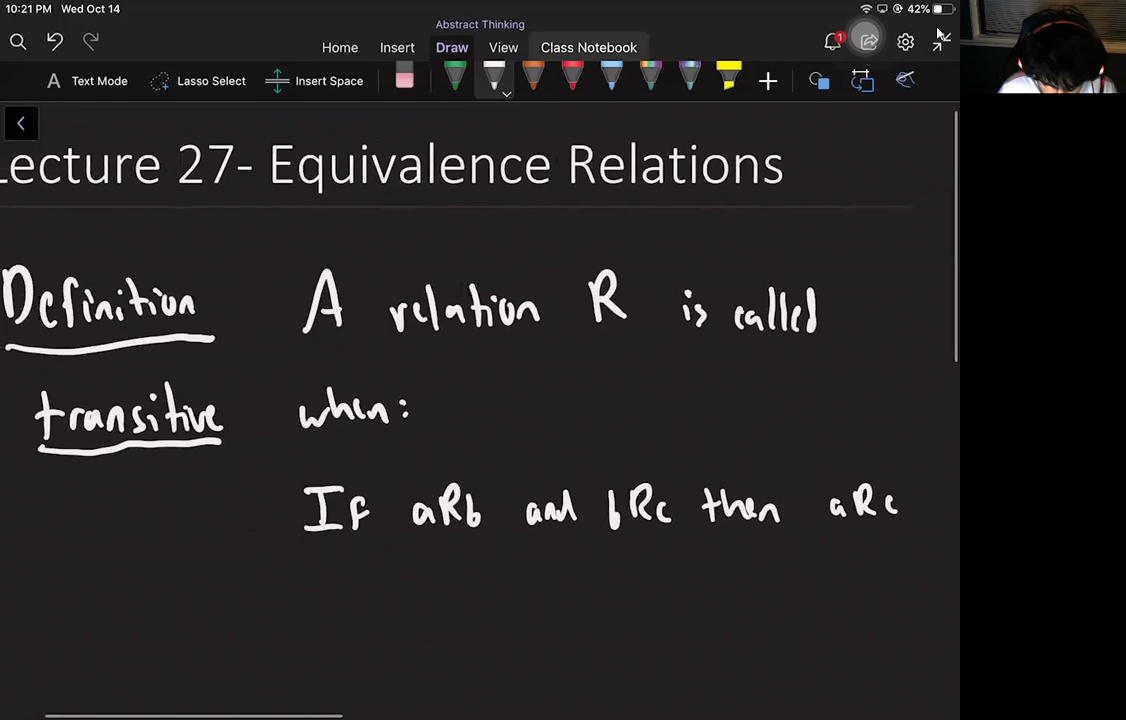 10:21 PM Wed Oct 14
42%
Abstract Thinking
Home Insert Draw View Class Notebook
1
A Text Mode Lasso Select Insert Space
Lecture 27- Equivalence Relations
Definition A relation R is called
transitive when:
If aRb and bRc then aRc